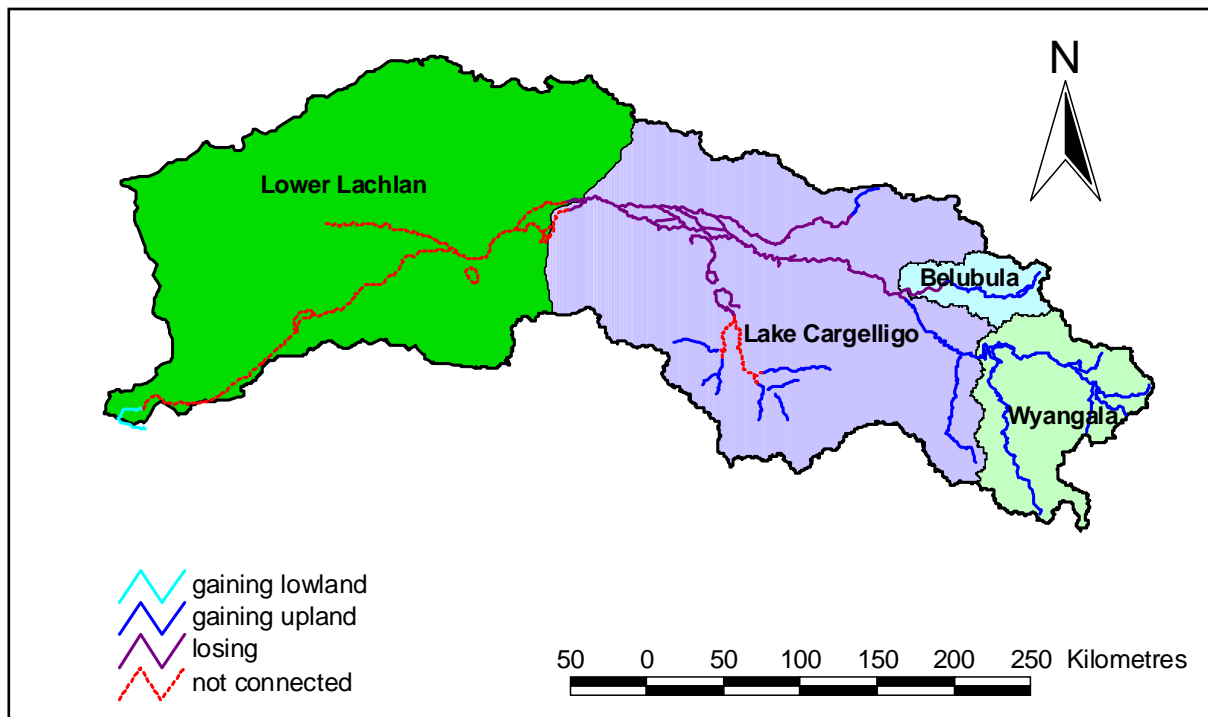 N
Lower Lachlan
Belubula
Lake Cargelligo
Wyangala
gaining lowland
gaining upland
losing
not connected
50 0 50 100 150 200 250 Kilometres